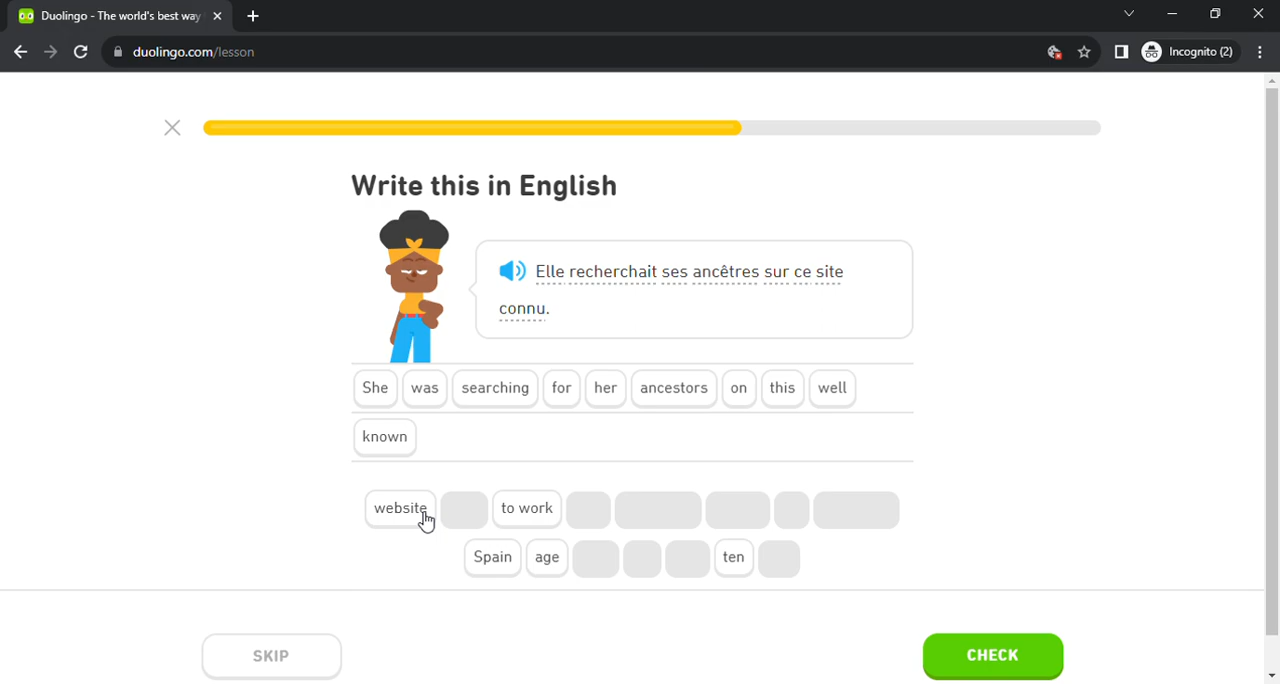 Duolingo - The world's best way
duolingo.com/lesson
Incognito (2)
Write this in English
Elle recherchait ses ancêtres sur ce site
connu.
She was searching for her ancestors on this well
known
website to work
Spain age ten
SKIP CHECK